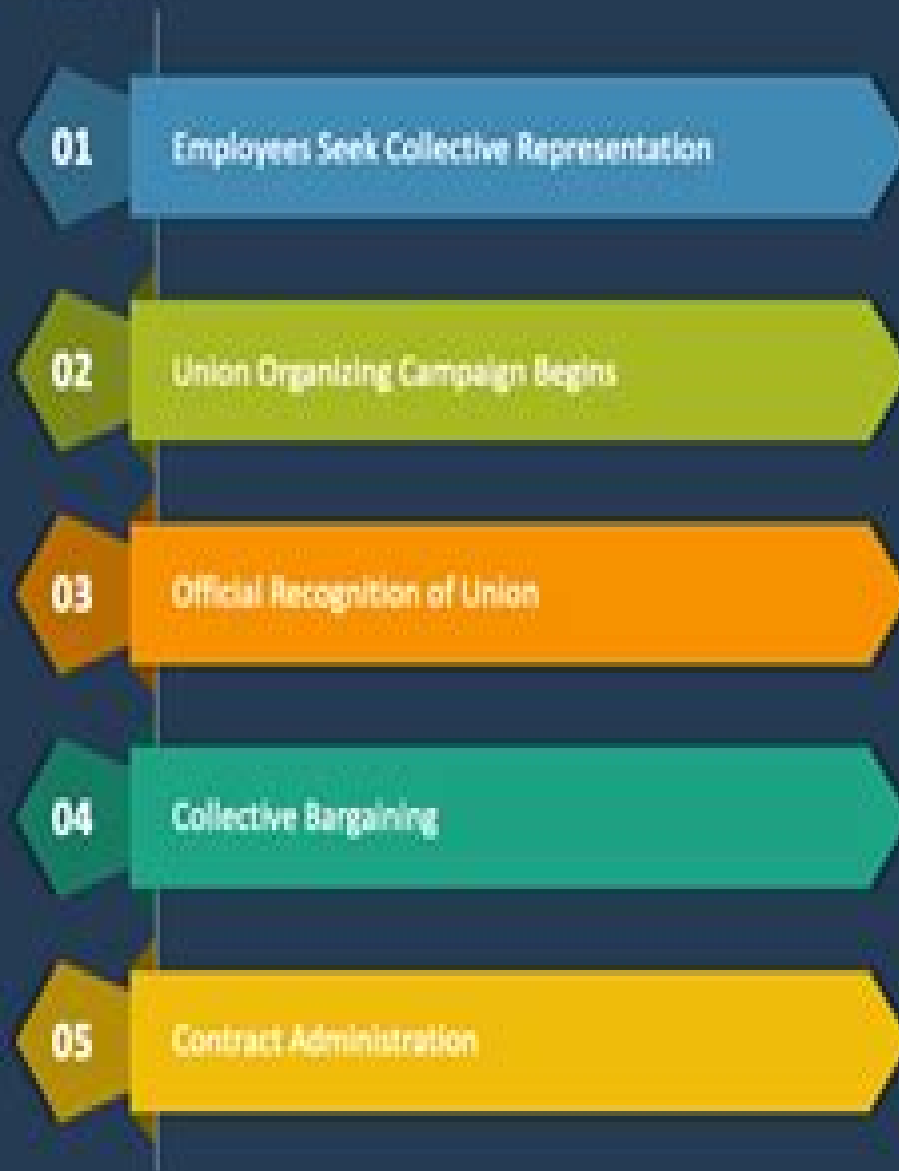 01 Employees Seek Collective Representation
02 Union Organizing Campaign Begins
03 Official Recognition of Union
04 Collective Bargaining
05 Contract Administration